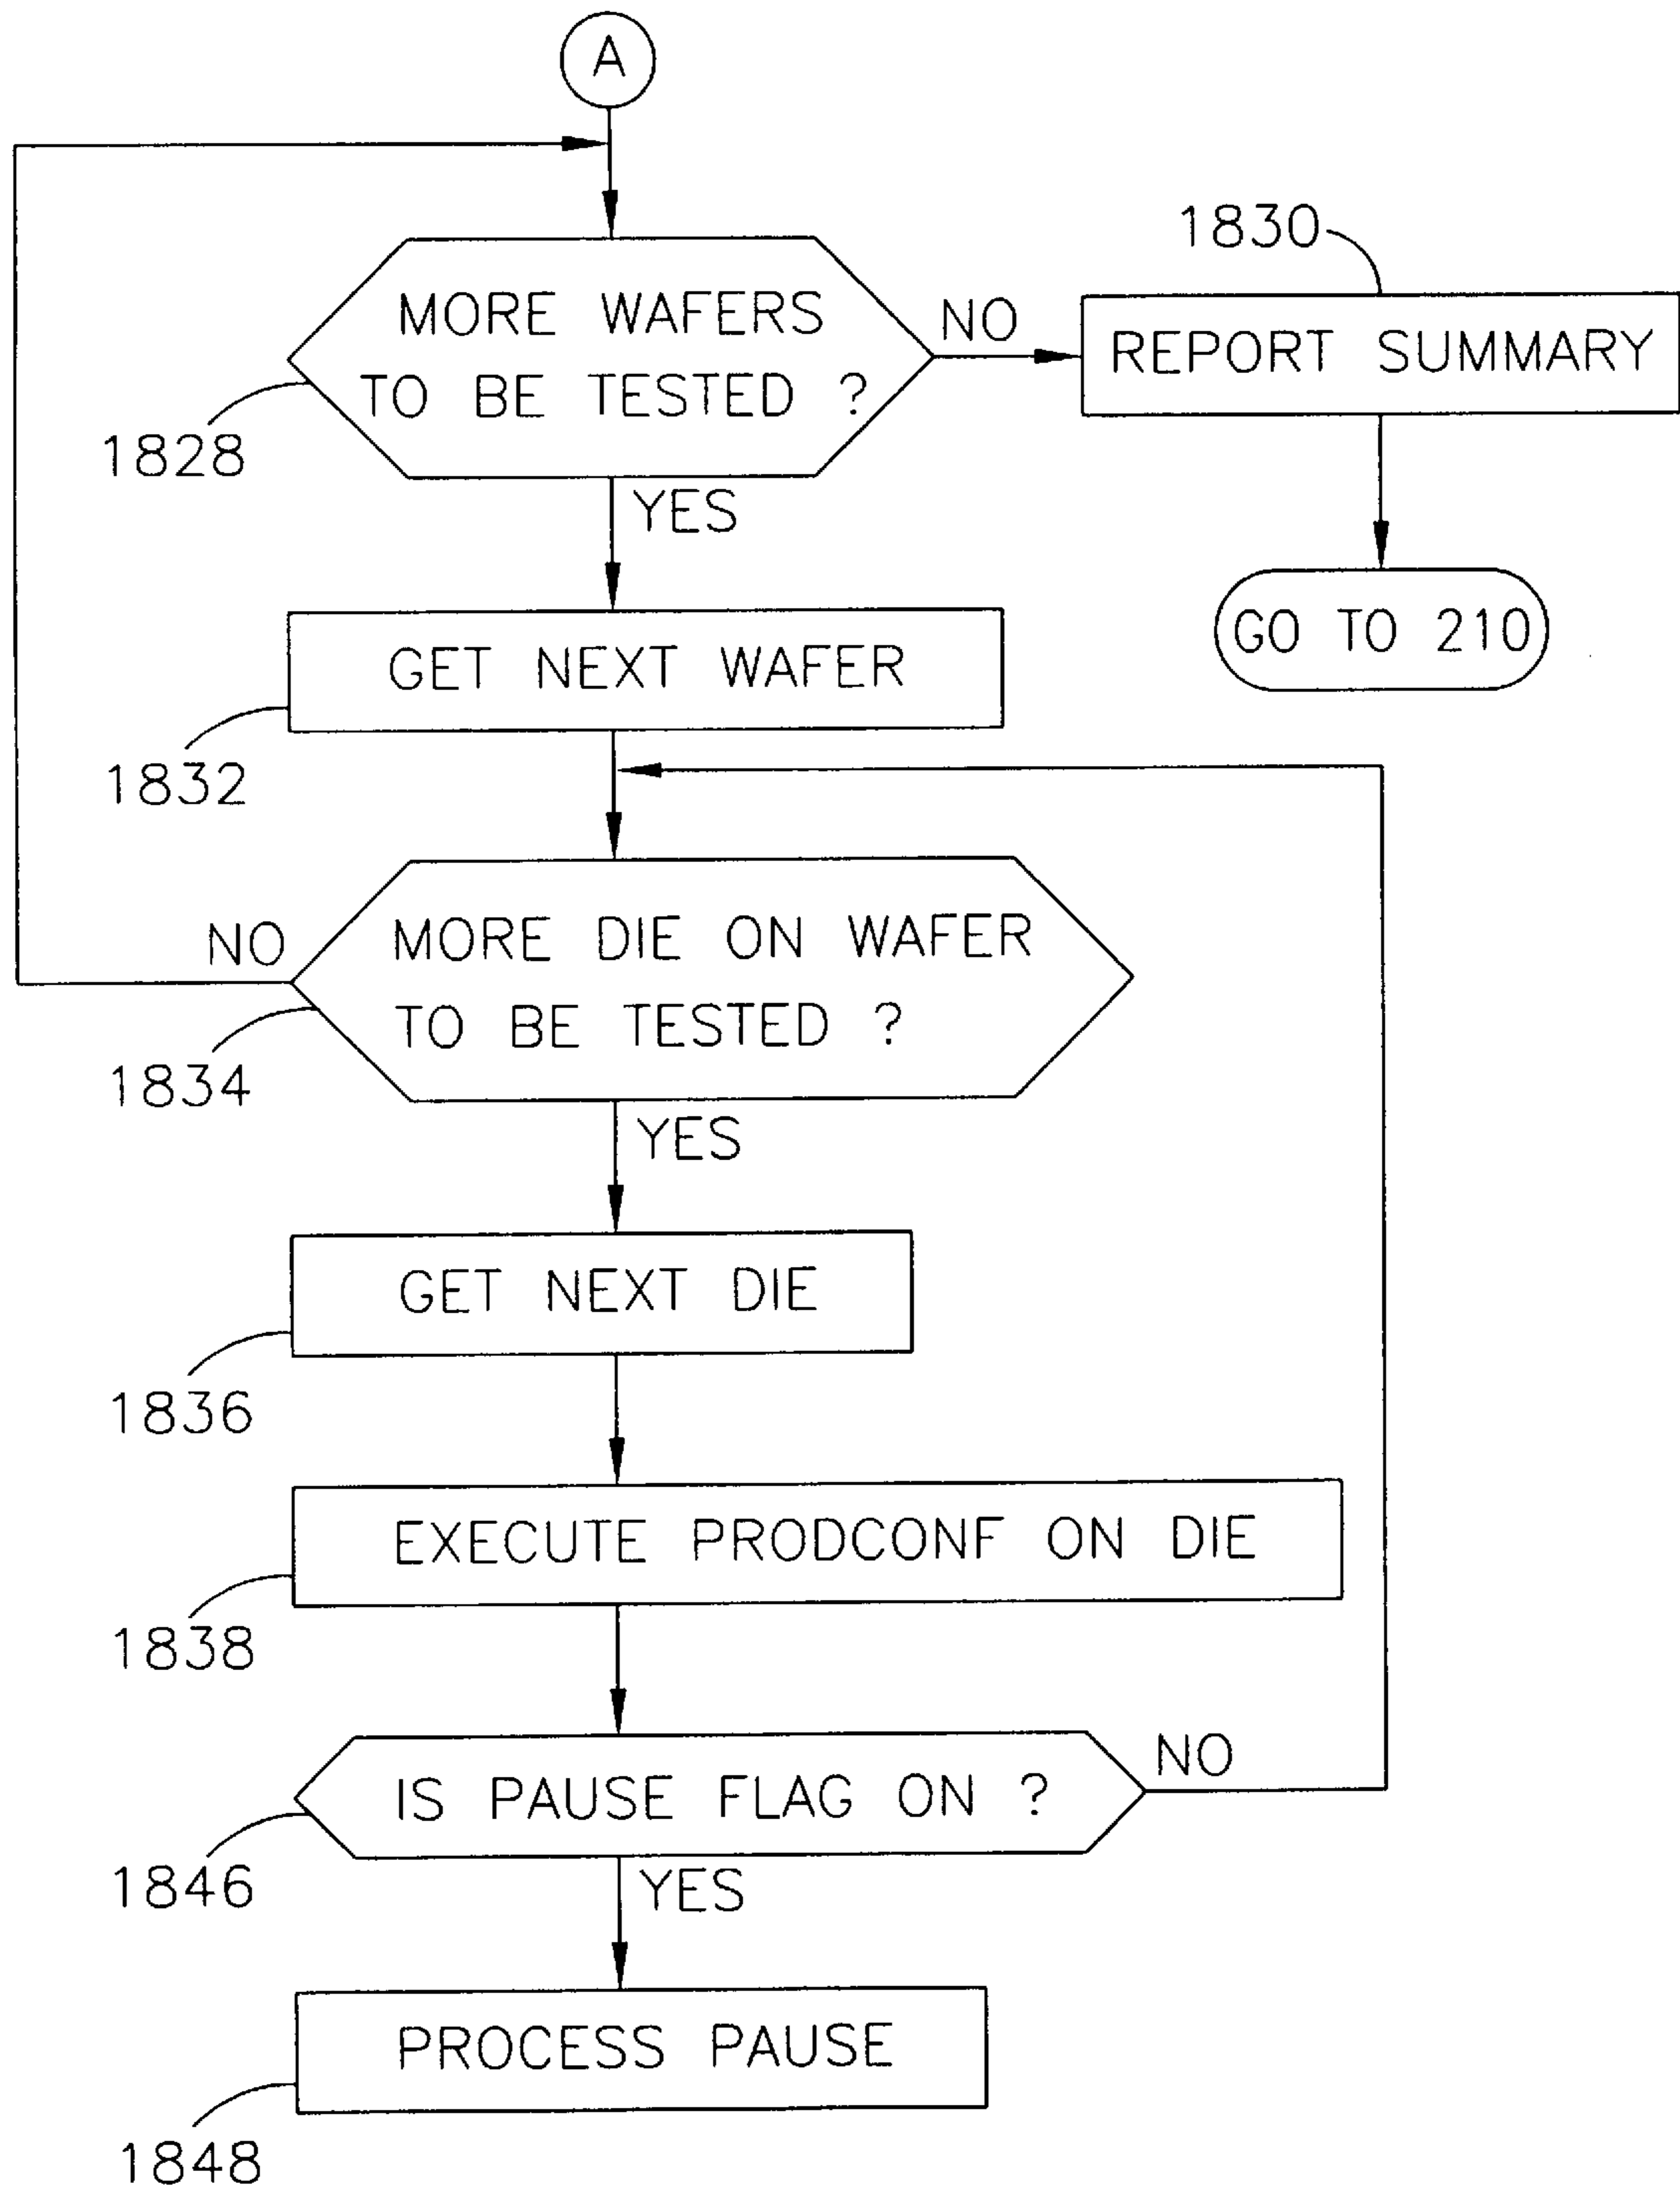 A
MORE WAFERS
TO BE TESTED ?
1828
NO
1830
REPORT SUMMARY
GO TO 210
YES
GET NEXT WAFER
1832
MORE DIE ON WAFER
TO BE TESTED ?
NO
1834
YES
GET NEXT DIE
1836
EXECUTE PRODCONF ON DIE
1838
IS PAUSE FLAG ON ?
NO
1846
YES
PROCESS PAUSE
1848